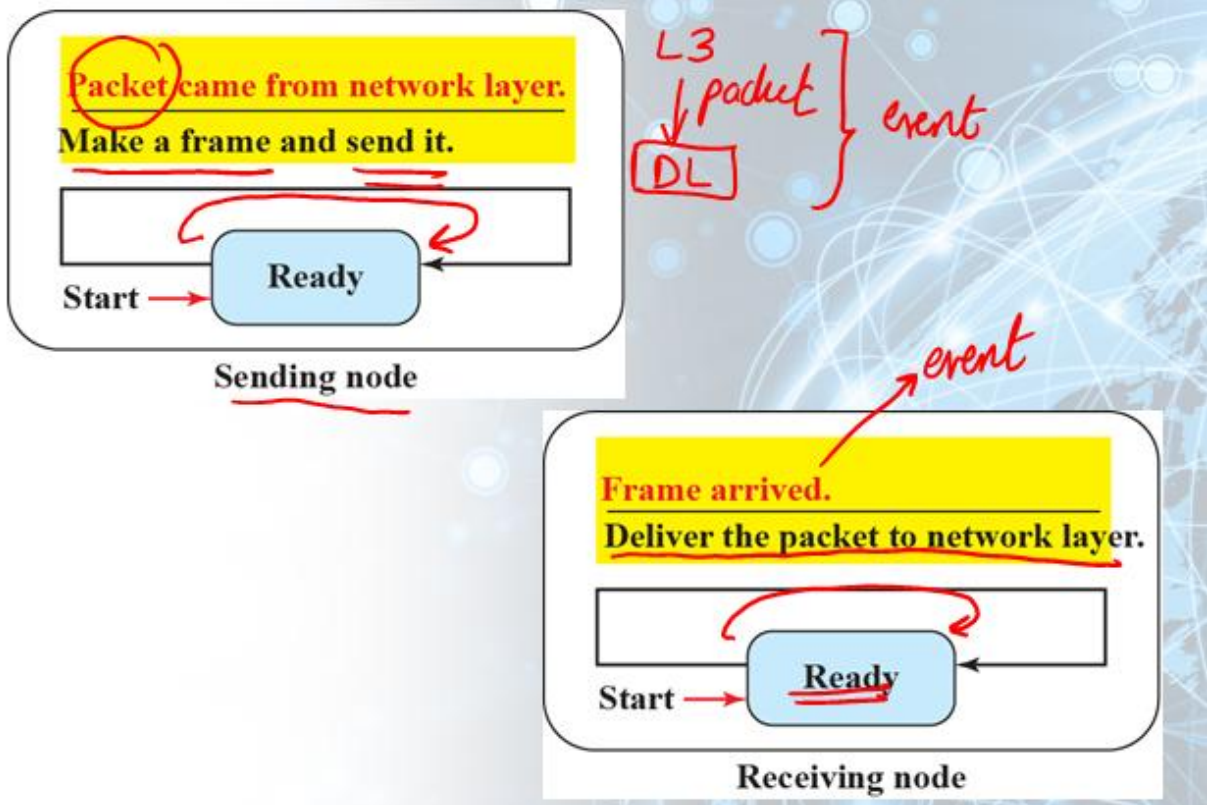 Packet came from network layer.
Make a frame and send it.
Ready
Start
Sending node
L3
packet
DL
event
event
Frame arrived.
Deliver the packet to network layer.
Ready
Start
Receiving node